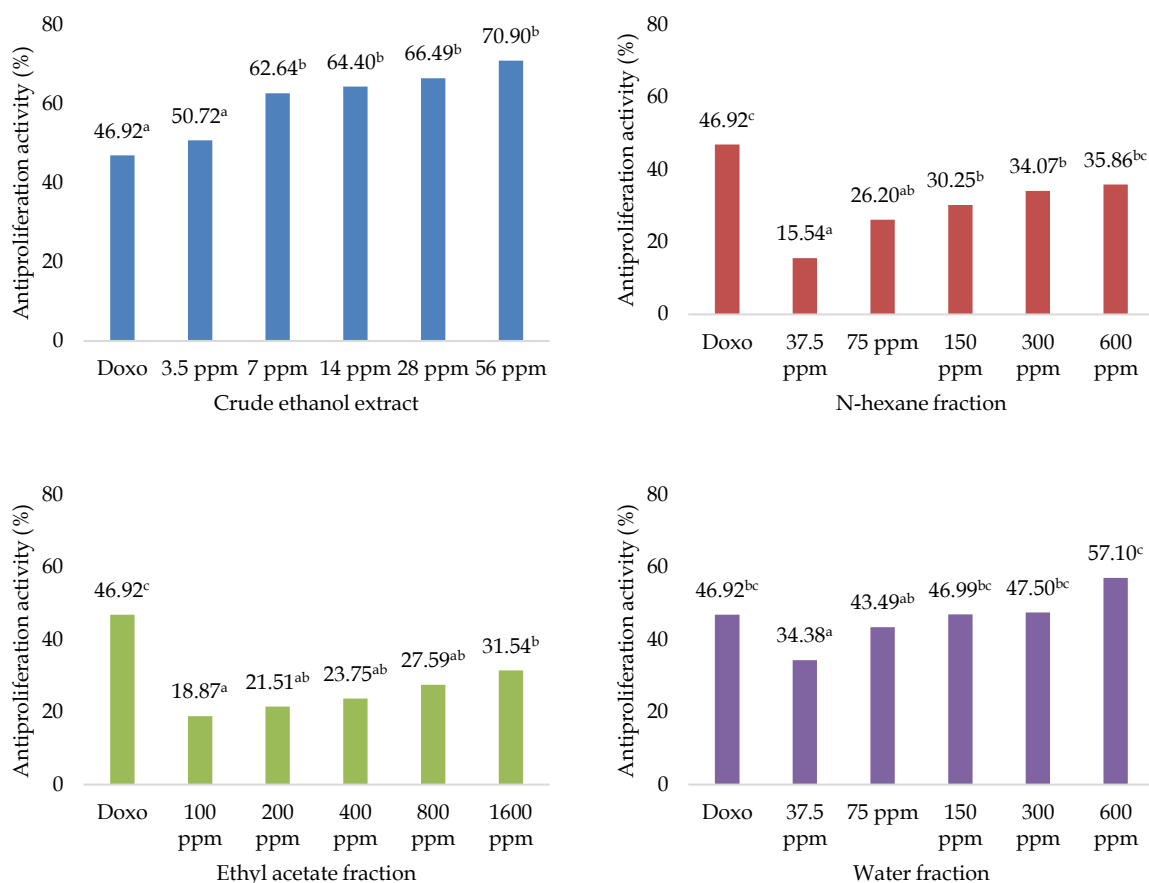 Antiproliferation activity (%)
80
60
40
20
0
46.92ᵃ
50.72ᵃ
62.64ᵇ
64.40ᵇ
66.49ᵇ
70.90ᵇ
Doxo 3.5 ppm 7 ppm 14 ppm 28 ppm 56 ppm
Crude ethanol extract
Antiproliferation activity (%)
80
60
40
20
0
46.92ᶜ
15.54ᵃ
26.20ᵃᵇ
30.25ᵇ
34.07ᵇ
35.86ᵇᶜ
Doxo 37.5 75 ppm 150 300 600
ppm ppm ppm ppm
N-hexane fraction
Antiproliferation activity (%)
80
60
40
20
0
46.92ᶜ
18.87ᵃ
21.51ᵃᵇ
23.75ᵃᵇ
27.59ᵃᵇ
31.54ᵇ
Doxo 100 200 400 800 1600
ppm ppm ppm ppm ppm
Ethyl acetate fraction
Antiproliferation activity (%)
80
60
40
20
0
46.92ᵇᶜ
34.38ᵃ
43.49ᵃᵇ
46.99ᵇᶜ
47.50ᵇᶜ
57.10ᶜ
Doxo 37.5 75 ppm 150 300 600
ppm ppm ppm ppm
Water fraction